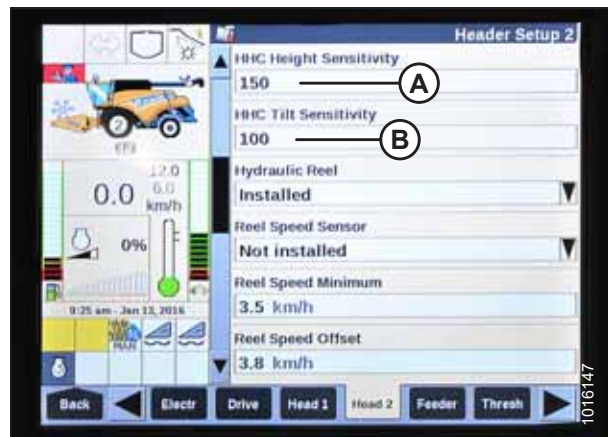 Header Setup 2
HHC Height Sensitivity
150
A
HHC Tilt Sensitivity
100
B
Hydraulic Reel
Installed
Reel Speed Sensor
Not installed
Reel Speed Minimum
3.5 km/h
Reel Speed Offset
3.8 km/h
2
12.0
0.0
6.0
km/h
0%
9:25 am - Jan 13, 2016
MAN
Back
Electr
Drive
Head 1
Head 2
Feeder
Thresh
1016147